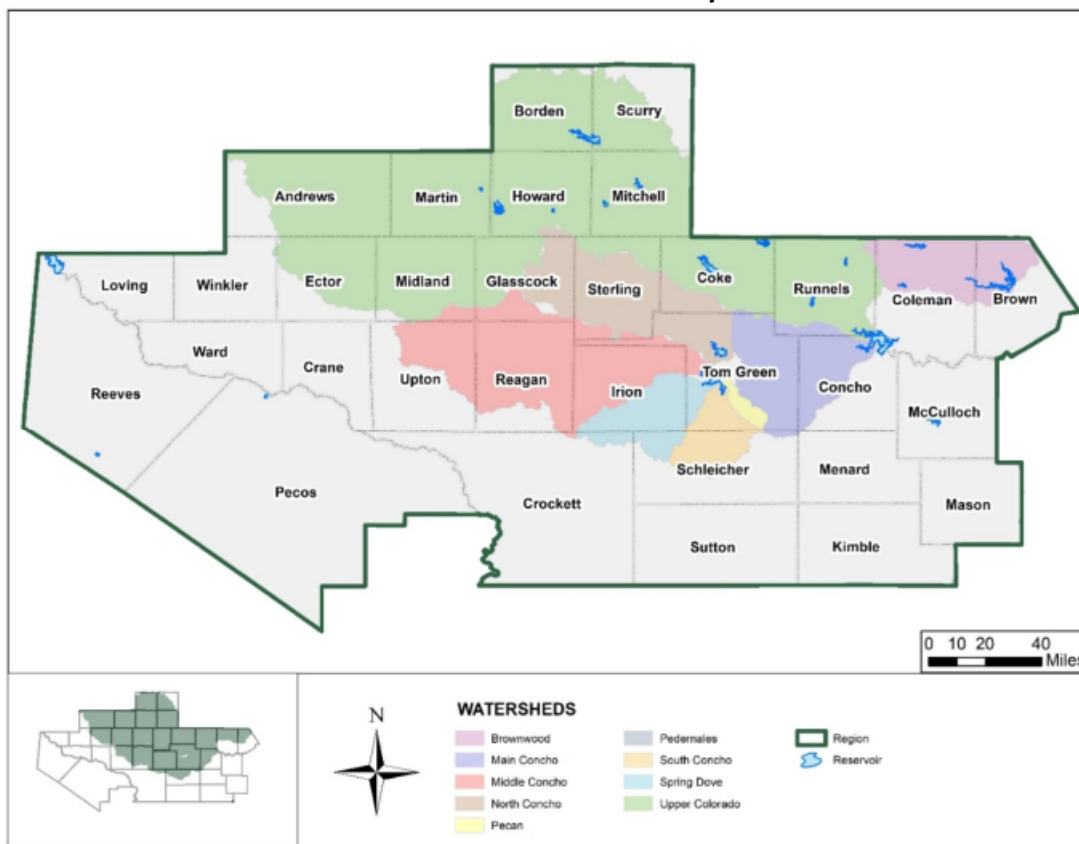 Borden
Scurry
Andrews
Martin
Howard
Mitchell
Loving
Winkler
Ector
Midland
Glasscock
Sterling
Coke
Runnels
Coleman
Brown
Ward
Crane
Upton
Reagan
Irion
Tom Green
Concho
Reeves
McCulloch
Pecos
Crockett
Schleicher
Menard
Mason
Sutton
Kimble
0 10 20 40
Miles
N
WATERSHEDS
Brownwood
Main Concho
Middle Concho
North Concho
Pecan
Pedernales
South Concho
Spring Dove
Upper Colorado
Region
Reservoir